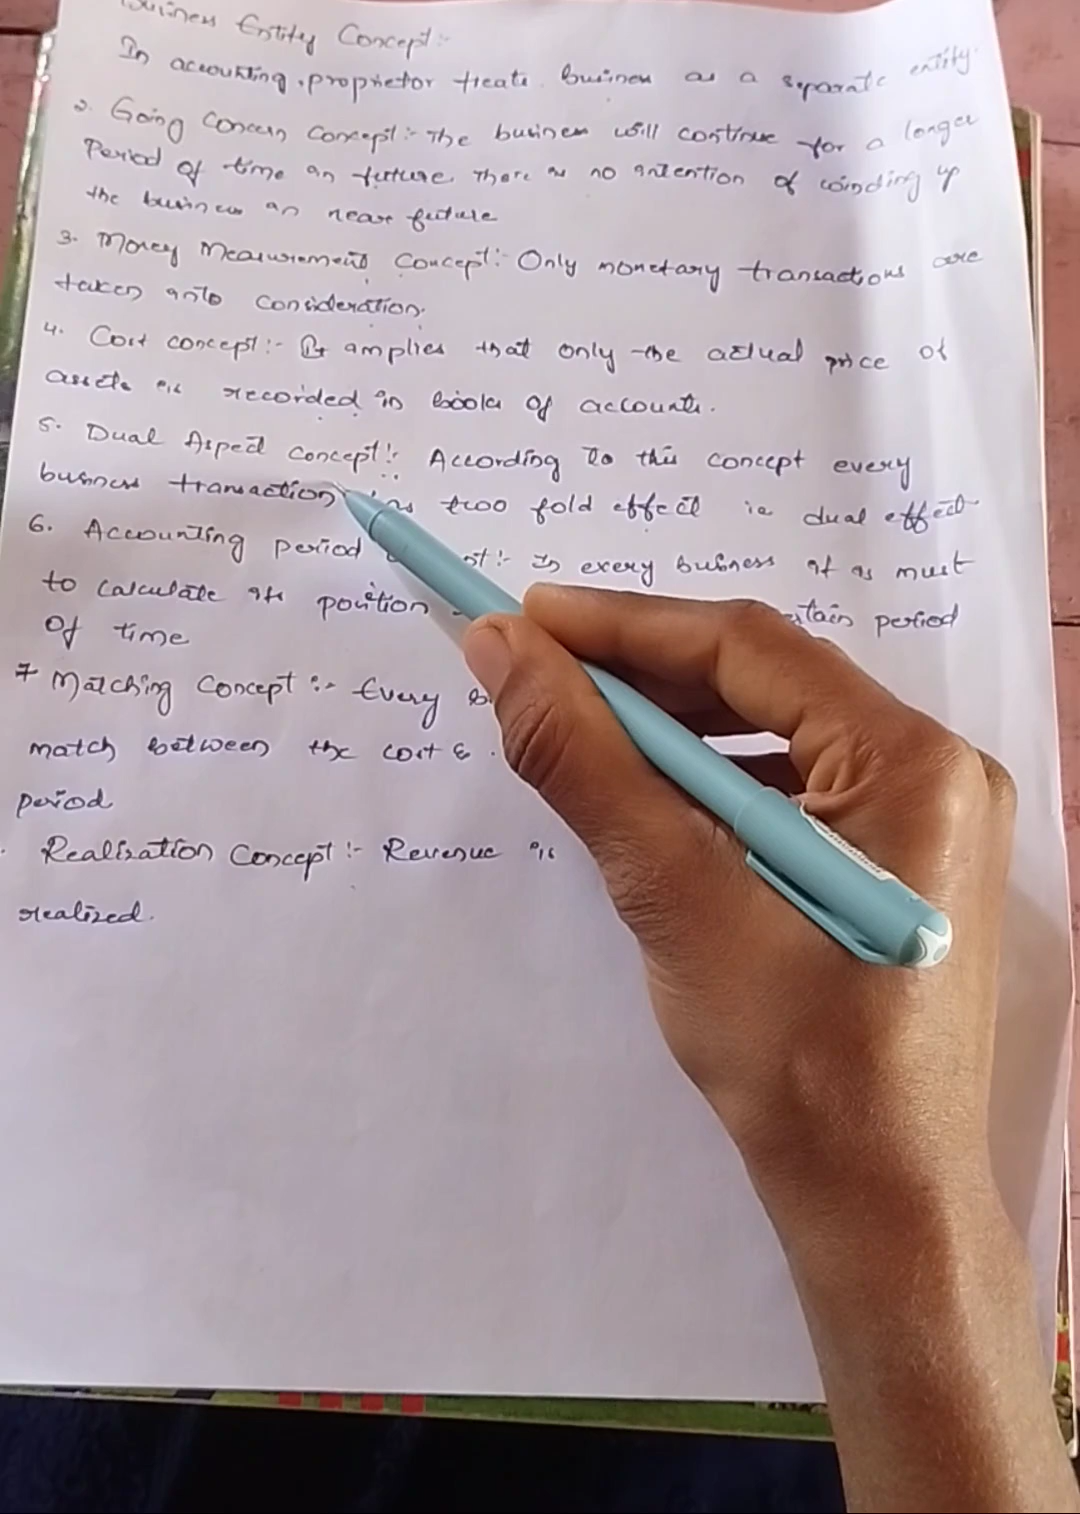 Business Entity Concept:-
In accounting, proprietor treats business as a separate entity.
2. Going Concern Concept:- The business will continue for a longer
Period of time in future. There is no intention of winding up
the business in near future
3. Money Measurement Concept:- Only monetary transactions are
taken into consideration.
4. Cost concept:- It implies that only the actual price of
assets is recorded in books of accounts.
5. Dual Aspect Concept:- According to this concept every
business transaction two fold effect ie dual effect
6. Accounting period In every business it is must
to calculate its position period
of time
7 Matching Concept:- Every
match between the cost &
period
Realization Concept:- Revenue is
realized.